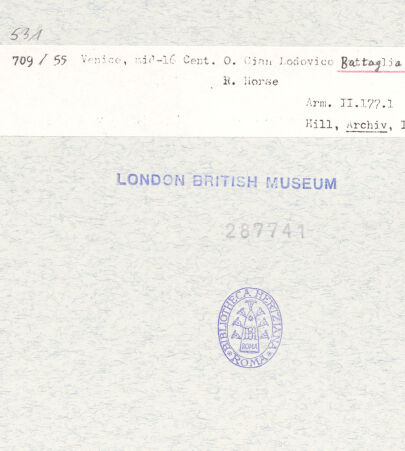 531
709 / 55 Venice, mid-16 Cent. O. Gian Lodovico Battaglia
R. Horse
Arm. II.177.1
Hill, Archiv, I
LONDON BRITISH MUSEUM
287741
BIBLIOTHECA HERTZIANA
ROMA
ROMA